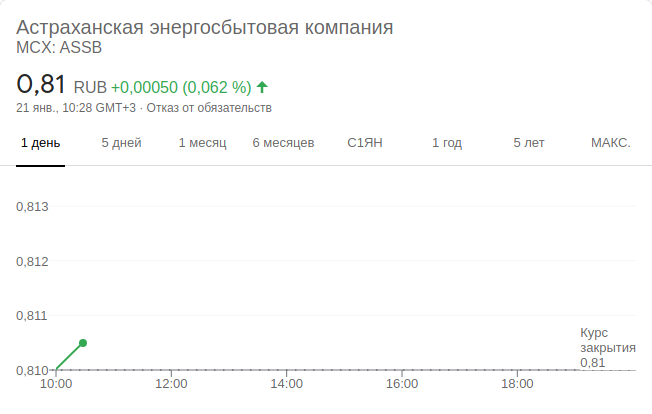 Астраханская энергосбытовая компания
MCX: ASSB
0,81 RUB +0,00050 (0,062 %)
21 янв., 10:28 GMT+3 · Отказ от обязательств
1 день 5 дней 1 месяц 6 месяцев С1ЯН 1 год 5 лет МАКС.
0,813
0,812
0,811
Курс
закрытия
0,81
0,810
10:00 12:00 14:00 16:00 18:00